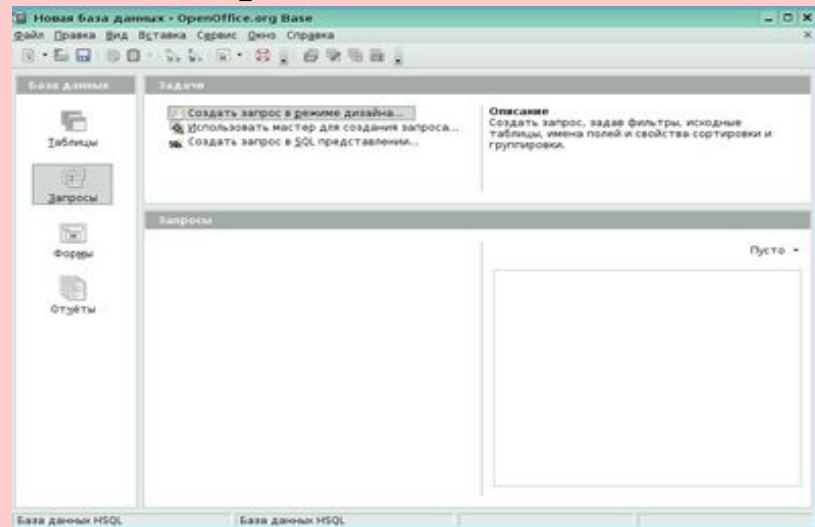 Новая база данных - OpenOffice.org Base
Файл Правка Вид Вставка Сервис Окно Справка
База данных
Задачи
Таблицы
Запросы
Формы
Отчёты
Создать запрос в режиме дизайна...
Использовать мастер для создания запроса...
Создать запрос в SQL представлении...
Описание
Создать запрос, задав фильтры, исходные
таблицы, имена полей и свойства сортировки и
группировки.
Запросы
Пусто
База данных HSQL
База данных HSQL